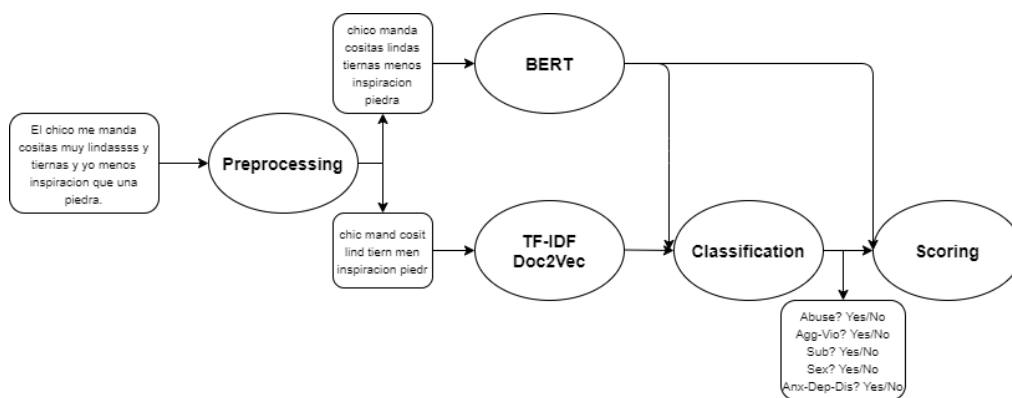 El chico me manda
cositas muy lindassss y
tiernas y yo menos
inspiracion que una
piedra.
Preprocessing
chico manda
cositas lindas
tiernas menos
inspiracion
piedra
BERT
chic mand cosit
lind tiern men
inspiracion piedr
TF-IDF
Doc2Vec
Classification
Scoring
Abuse? Yes/No
Agg-Vio? Yes/No
Sub? Yes/No
Sex? Yes/No
Anx-Dep-Dis? Yes/No